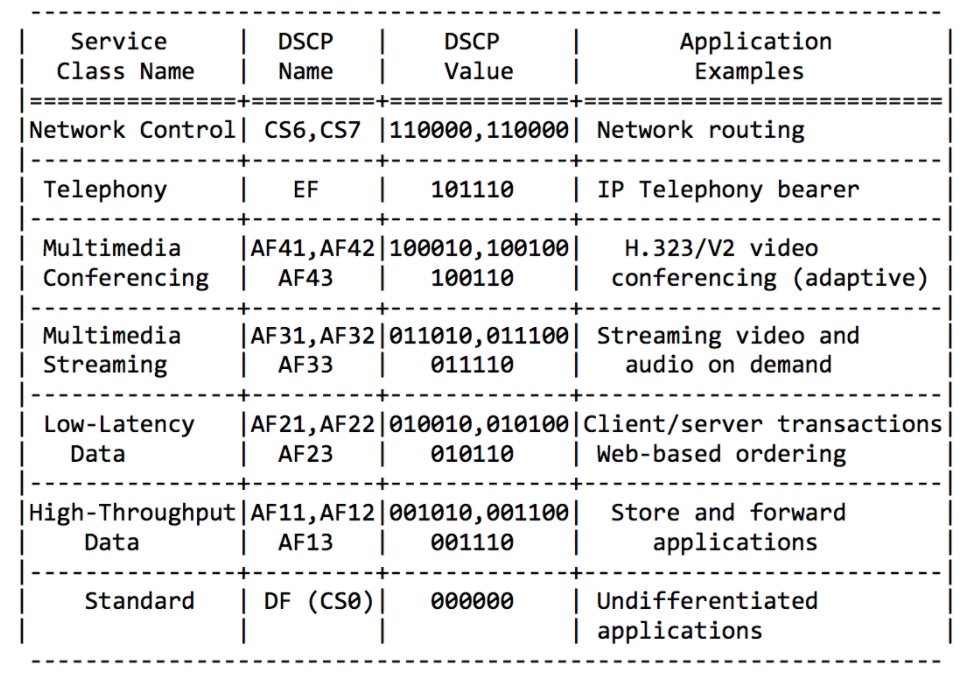 ------------------------------------------------------------------
|   Service     |  DSCP   |    DSCP     |       Application        |
|  Class Name   |  Name   |    Value    |        Examples          |
|===============+=========+=============+==========================|
|Network Control| CS6,CS7 |110000,110000| Network routing          |
|---------------+---------+-------------+--------------------------|
| Telephony     |   EF    |   101110    | IP Telephony bearer      |
|---------------+---------+-------------+--------------------------|
| Multimedia    |AF41,AF42|100010,100100|   H.323/V2 video         |
| Conferencing  |  AF43   |   100110    |  conferencing (adaptive) |
|---------------+---------+-------------+--------------------------|
| Multimedia    |AF31,AF32|011010,011100| Streaming video and      |
| Streaming     |  AF33   |   011110    |   audio on demand        |
|---------------+---------+-------------+--------------------------|
| Low-Latency   |AF21,AF22|010010,010100|Client/server transactions|
|   Data        |  AF23   |   010110    | Web-based ordering       |
|---------------+---------+-------------+--------------------------|
|High-Throughput|AF11,AF12|001010,001100|  Store and forward       |
|    Data       |  AF13   |   001110    |     applications         |
|---------------+---------+-------------+--------------------------|
|    Standard   | DF (CS0)|   000000    | Undifferentiated         |
|               |         |             | applications             |
 ------------------------------------------------------------------